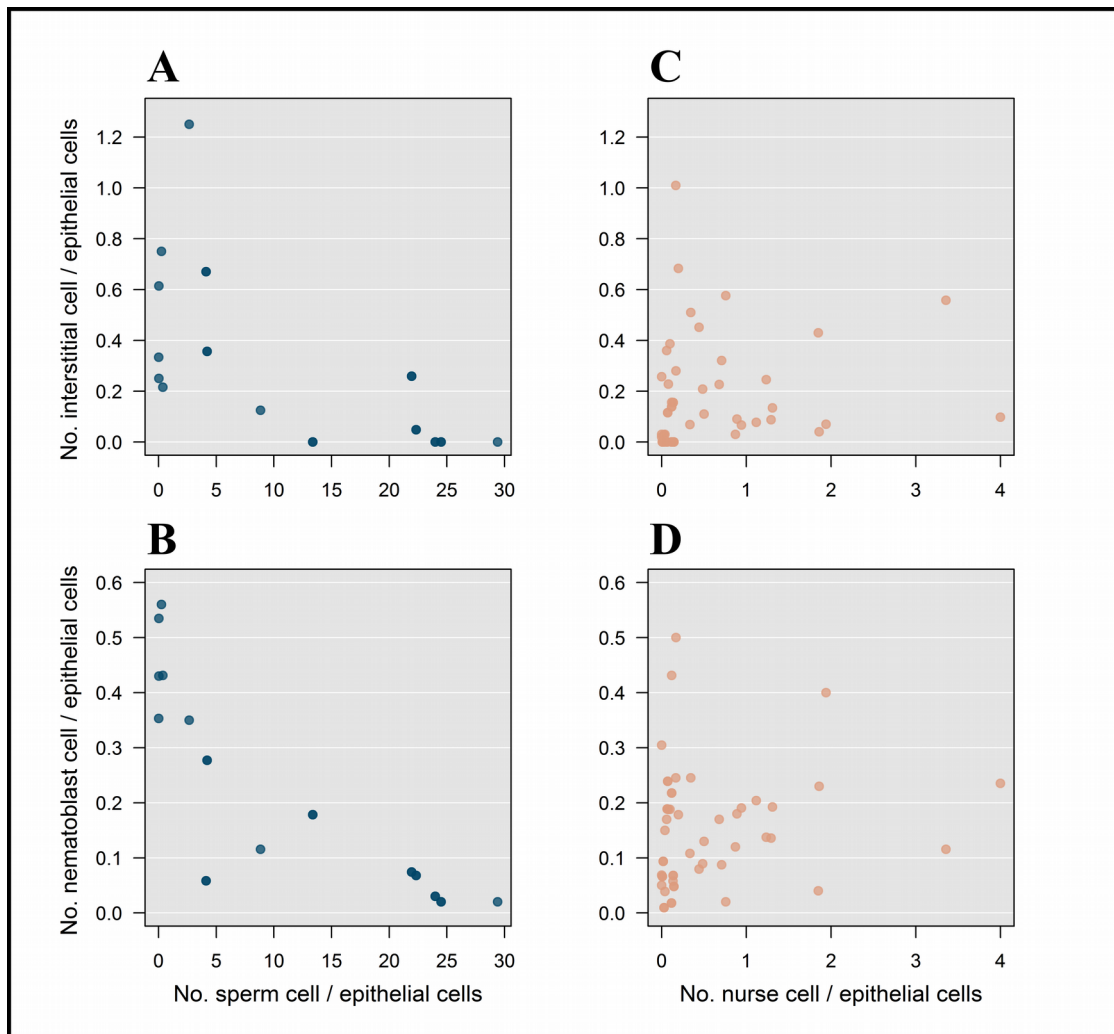 A
C
No. interstitial cell / epithelial cells
1.2
1.0
0.8
0.6
0.4
0.2
0.0
0 5 10 15 20 25 30
1.2
1.0
0.8
0.6
0.4
0.2
0.0
0 1 2 3 4
B
D
No. nematoblast cell / epithelial cells
0.6
0.5
0.4
0.3
0.2
0.1
0.0
0 5 10 15 20 25 30
No. sperm cell / epithelial cells
0.6
0.5
0.4
0.3
0.2
0.1
0.0
0 1 2 3 4
No. nurse cell / epithelial cells